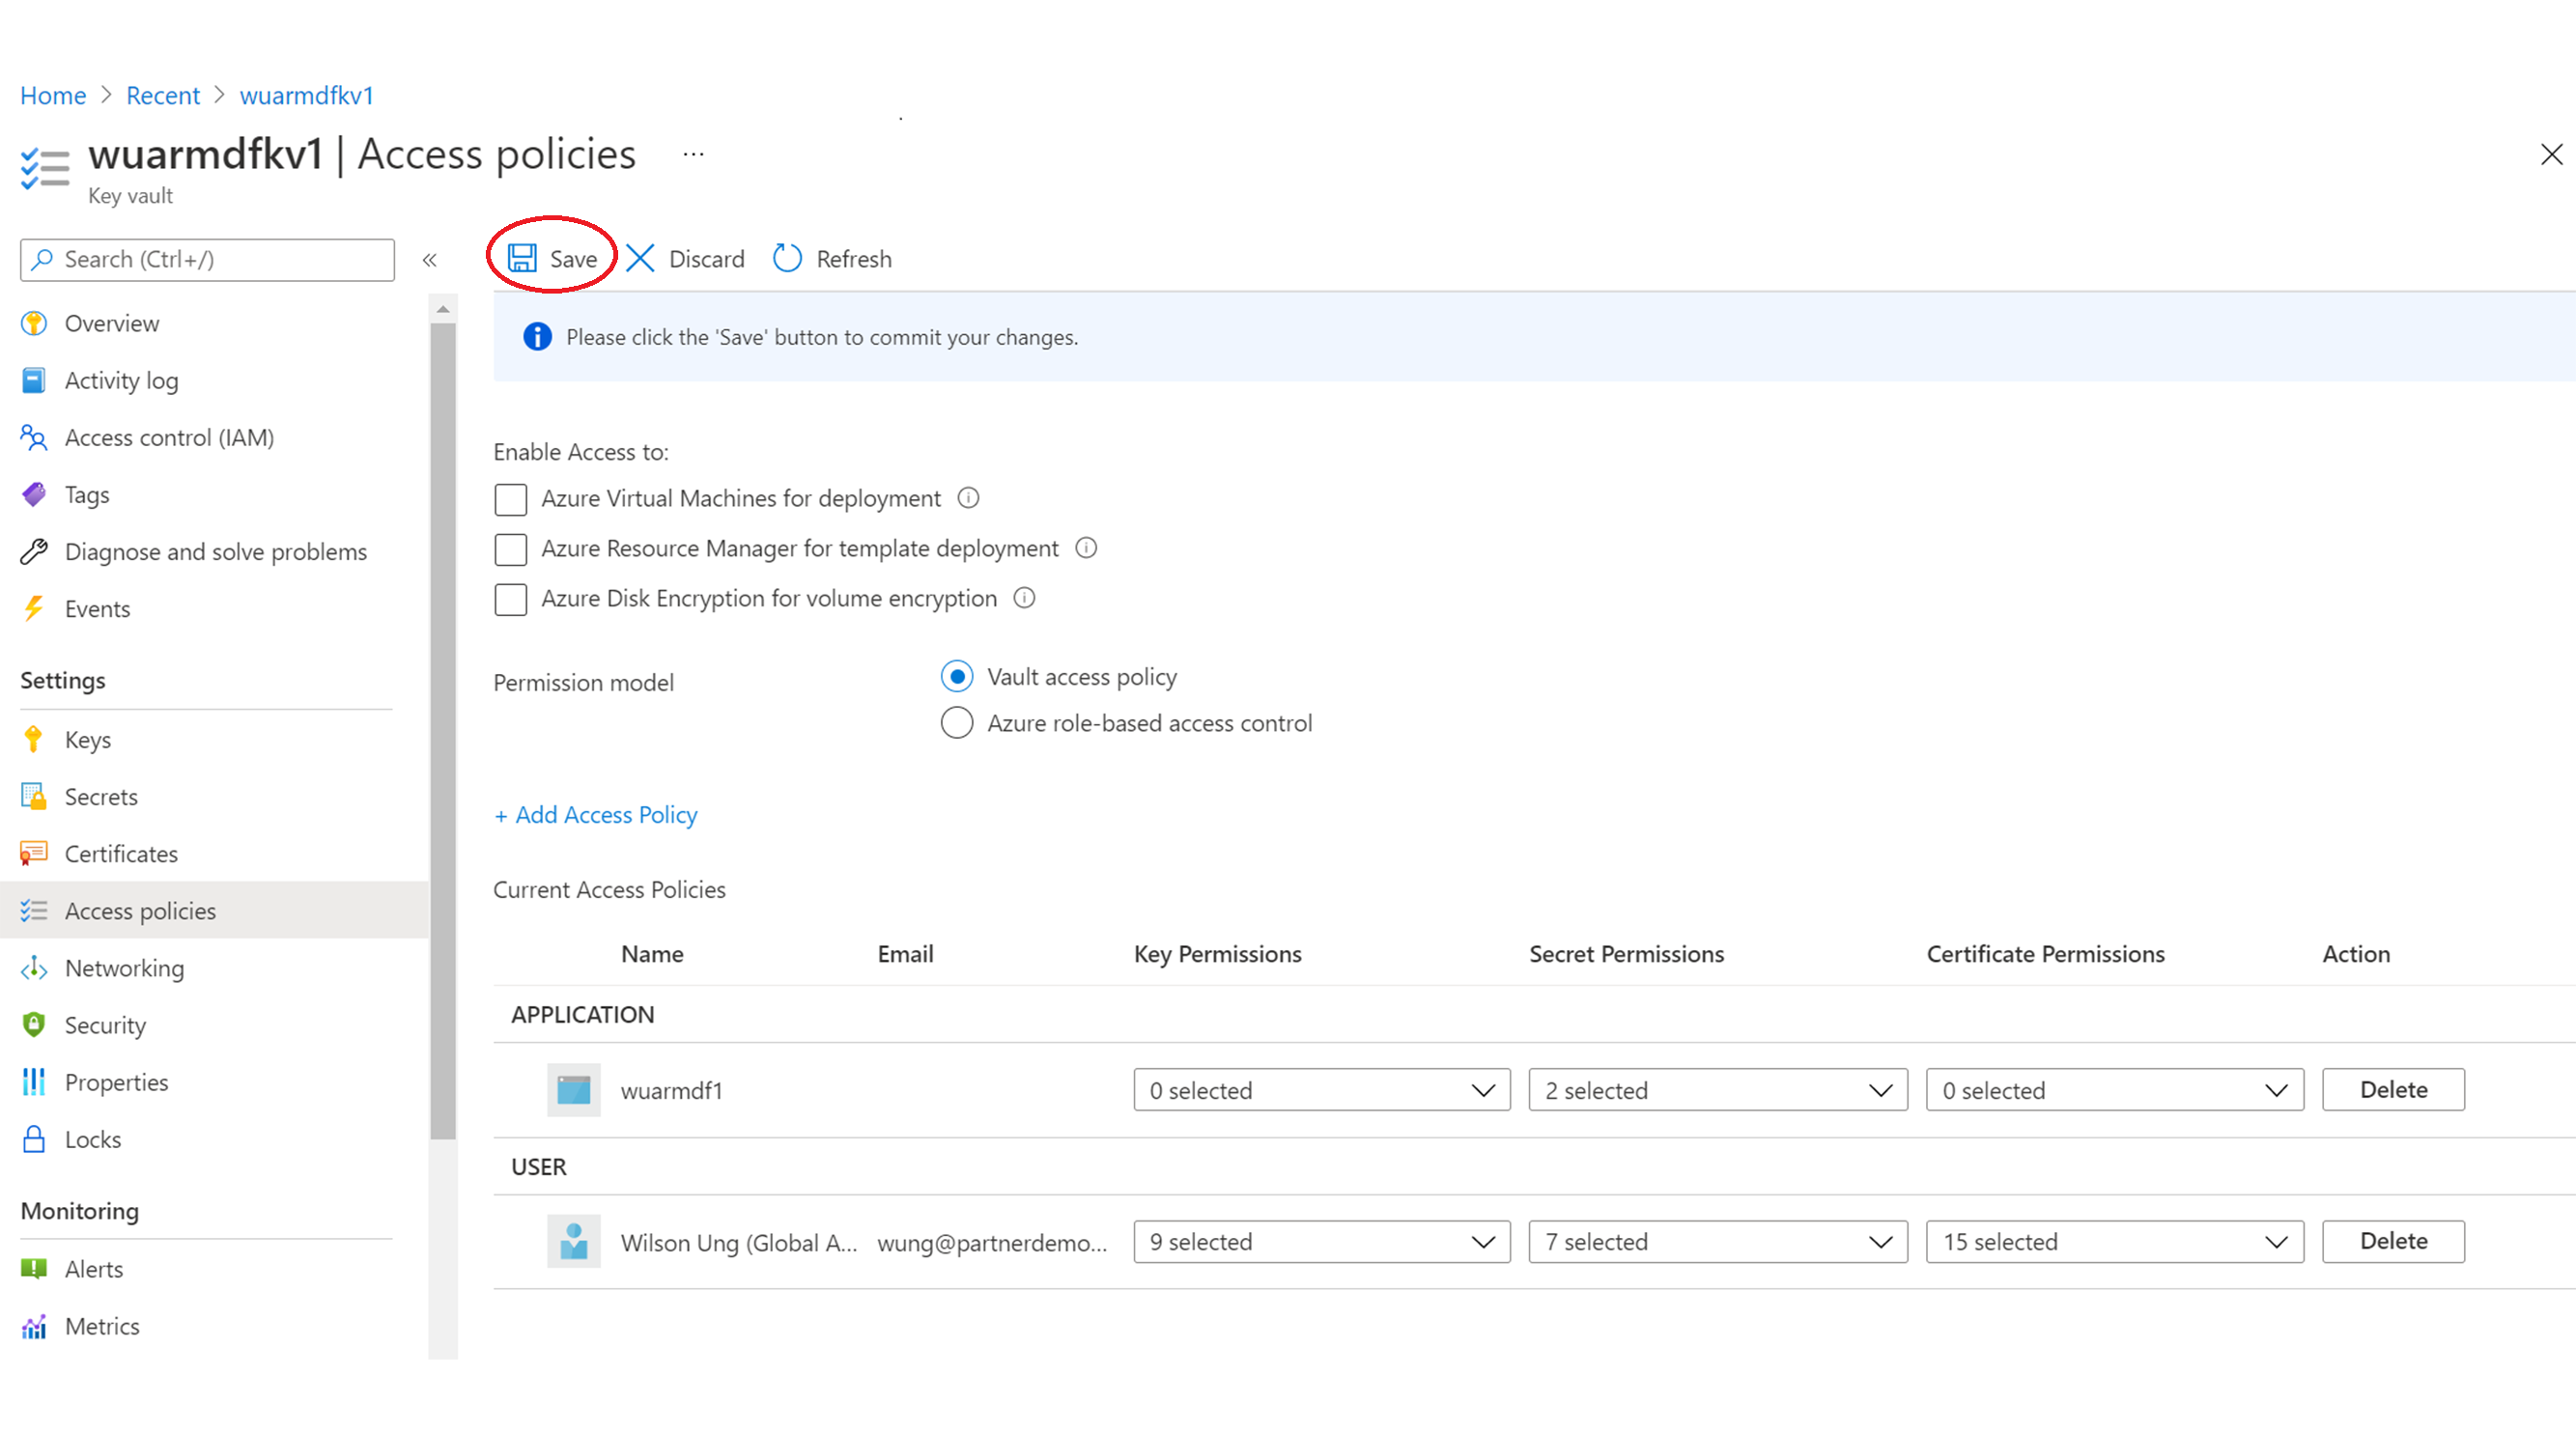 Home > Recent > wuarmdfkv1
wuarmdfkv1 | Access policies ...
Key vault
Search (Ctrl+/)
«
Overview
Activity log
Access control (IAM)
Tags
Diagnose and solve problems
Events
Settings
Keys
Secrets
Certificates
Access policies
Networking
Security
Properties
Locks
Monitoring
Alerts
Metrics
Save Discard Refresh
Please click the 'Save' button to commit your changes.
Enable Access to:
Azure Virtual Machines for deployment
Azure Resource Manager for template deployment
Azure Disk Encryption for volume encryption
Permission model
Vault access policy
Azure role-based access control
+ Add Access Policy
Current Access Policies
Name Email Key Permissions Secret Permissions Certificate Permissions Action
APPLICATION
wuarmdf1 0 selected 2 selected 0 selected Delete
USER
Wilson Ung (Global A... wung@partnerdemo... 9 selected 7 selected 15 selected Delete